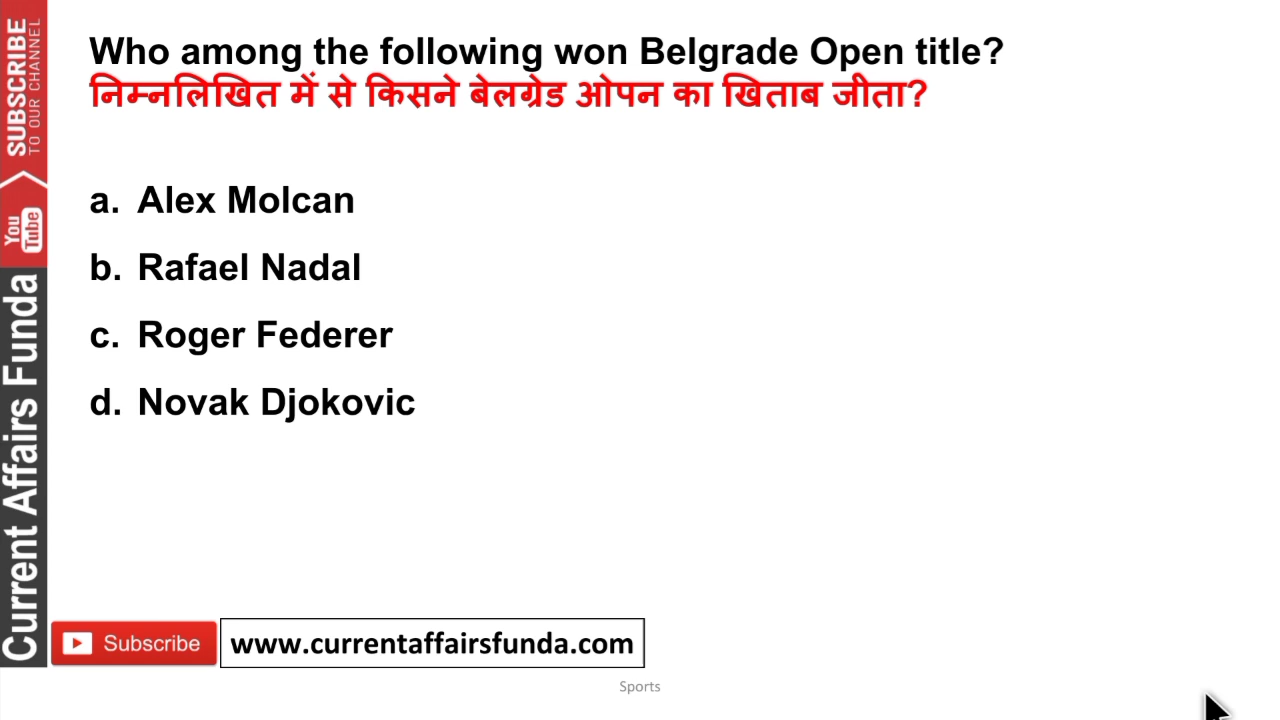 Who among the following won Belgrade Open title?
निम्नलिखित में से किसने बेलग्रेड ओपन का खिताब जीता?
a. Alex Molcan
b. Rafael Nadal
c. Roger Federer
d. Novak Djokovic
SUBSCRIBE
TO OUR CHANNEL
You
Tube
Current Affairs Funda
Subscribe
www.currentaffairsfunda.com
Sports